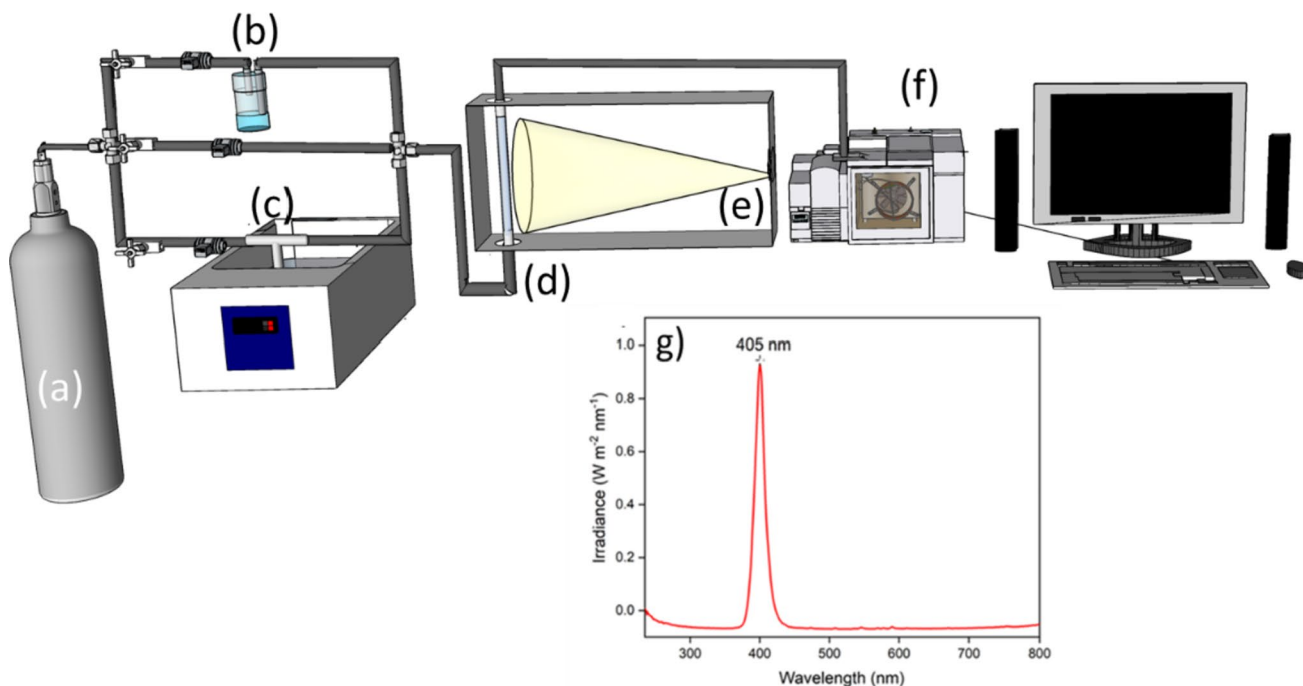 (b)
(f)
(c)
(e)
(d)
(a)
g)
405 nm
1.0
0.8
0.6
0.4
0.2
0.0
Irradiance (W m⁻² nm⁻¹)
300 400 500 600 700 800
Wavelength (nm)